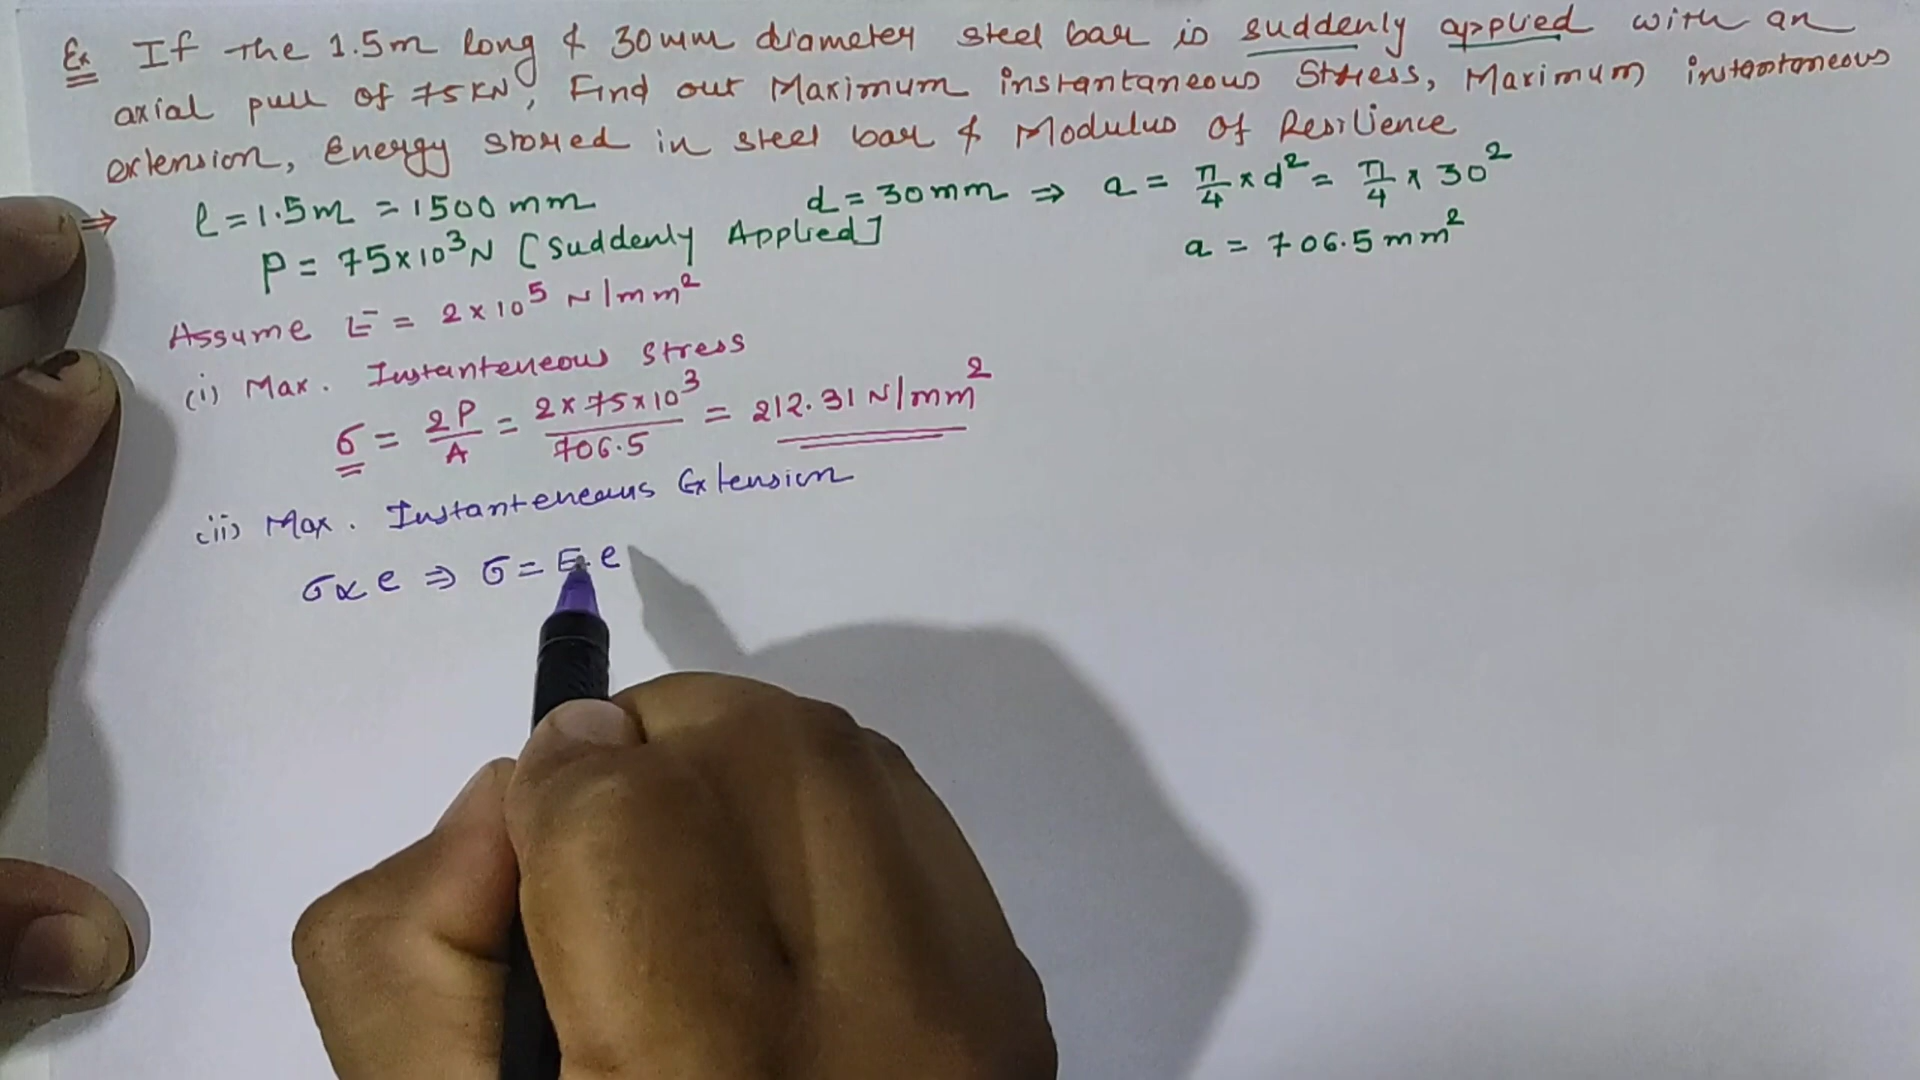 Ex If the 1.5m long & 30mm diameter steel bar is suddenly applied with an
axial pull of 75KN, Find out Maximum instantaneous Stress, Maximum instantaneous
extension, Energy stored in steel bar & Modulus of Resilience
⇒ l = 1.5m = 1500 mm d = 30mm ⇒ a = π/4 × d² = π/4 × 30²
P = 75×10³N [Suddenly Applied] a = 706.5 mm²
Assume E = 2×10⁵ N/mm²
(i) Max. Instanteneous Stress
σ = 2P/A = 2×75×10³/706.5 = 212.31 N/mm²
(ii) Max. Instanteneous Extension
σ∝e ⇒ σ = E.e